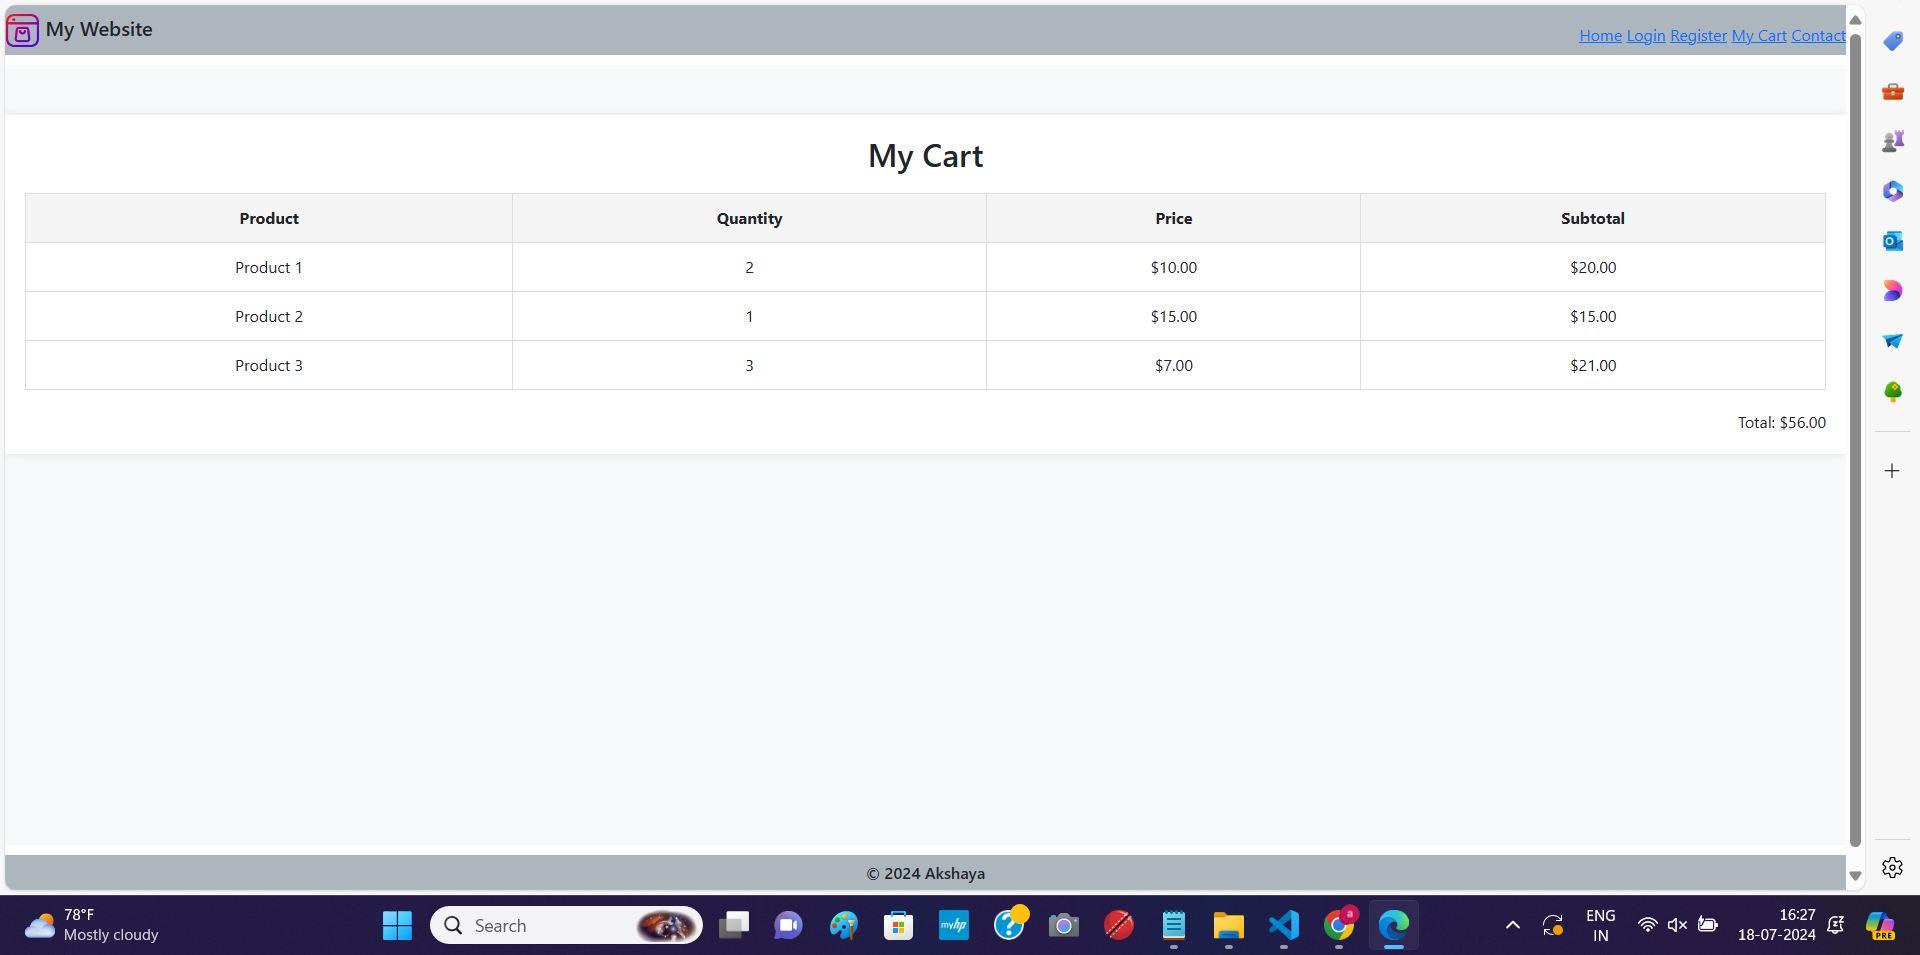 My Website
Home Login Register My Cart Contact
My Cart
Product Quantity Price Subtotal
Product 1 2 $10.00 $20.00
Product 2 1 $15.00 $15.00
Product 3 3 $7.00 $21.00
Total: $56.00
© 2024 Akshaya
78°F
Mostly cloudy
Search
myhp
a
ENG
IN
16:27
18-07-2024
PRE